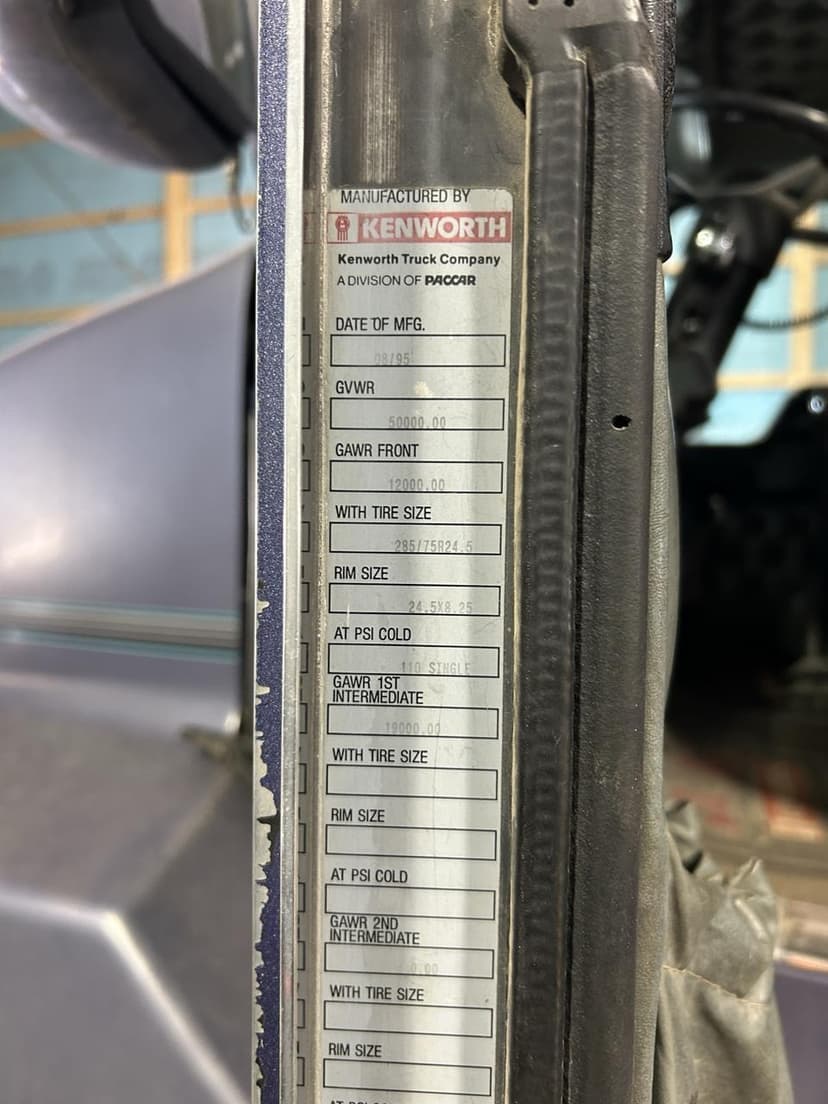 MANUFACTURED BY
KENWORTH
Kenworth Truck Company
A DIVISION OF PACCAR
DATE OF MFG.
08/95
GVWR
50000.00
GAWR FRONT
12000.00
WITH TIRE SIZE
285/75R24.5
RIM SIZE
24.5X8.25
AT PSI COLD
110 SINGLE
GAWR 1ST
INTERMEDIATE
19000.00
WITH TIRE SIZE
RIM SIZE
AT PSI COLD
GAWR 2ND
INTERMEDIATE
0.00
WITH TIRE SIZE
RIM SIZE